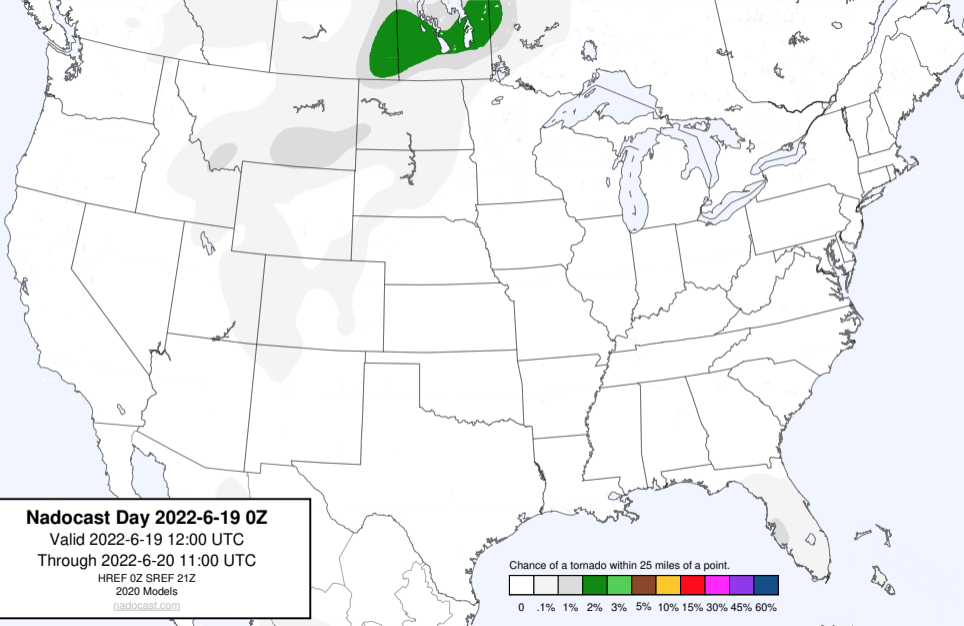 Nadocast Day 2022-6-19 0Z
Valid 2022-6-19 12:00 UTC
Through 2022-6-20 11:00 UTC
HREF 0Z SREF 21Z
2020 Models
nadocast.com
Chance of a tornado within 25 miles of a point.
0 .1% 1% 2% 3% 5% 10% 15% 30% 45% 60%